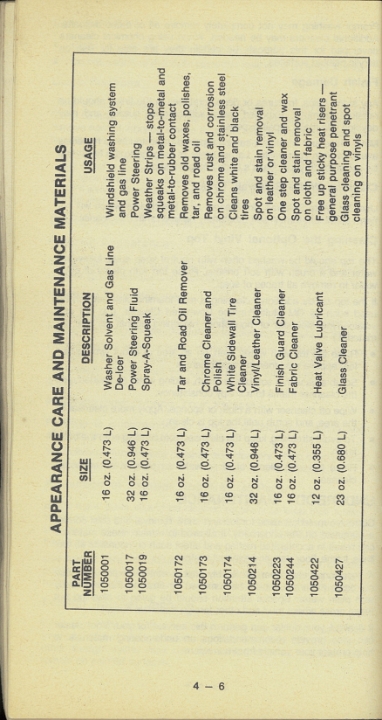 APPEARANCE CARE AND MAINTENANCE MATERIALS
PART NUMBER SIZE DESCRIPTION USAGE
1050001 16 oz. (0.473 L) Washer Solvent and Gas Line Windshield washing system
De-Icer and gas line
1050017 32 oz. (0.946 L) Power Steering Fluid Power Steering
1050019 16 oz. (0.473 L) Spray-A-Squeak Weather Strips — stops
squeaks on metal-to-metal and
metal-to-rubber contact
1050172 16 oz. (0.473 L) Tar and Road Oil Remover Removes old waxes, polishes,
tar, and road oil
1050173 16 oz. (0.473 L) Chrome Cleaner and Removes rust and corrosion
Polish on chrome and stainless steel
1050174 16 oz. (0.473 L) White Sidewall Tire Cleans white and black
Cleaner tires
1050214 32 oz. (0.946 L) Vinyl/Leather Cleaner Spot and stain removal
on leather or vinyl
1050223 16 oz. (0.473 L) Finish Guard Cleaner One step cleaner and wax
1050244 16 oz. (0.473 L) Fabric Cleaner Spot and stain removal
on cloth and fabric
1050422 12 oz. (0.355 L) Heat Valve Lubricant Free up sticky heat risers —
general purpose penetrant
1050427 23 oz. (0.680 L) Glass Cleaner Glass cleaning and spot
cleaning on vinyls
4 – 6